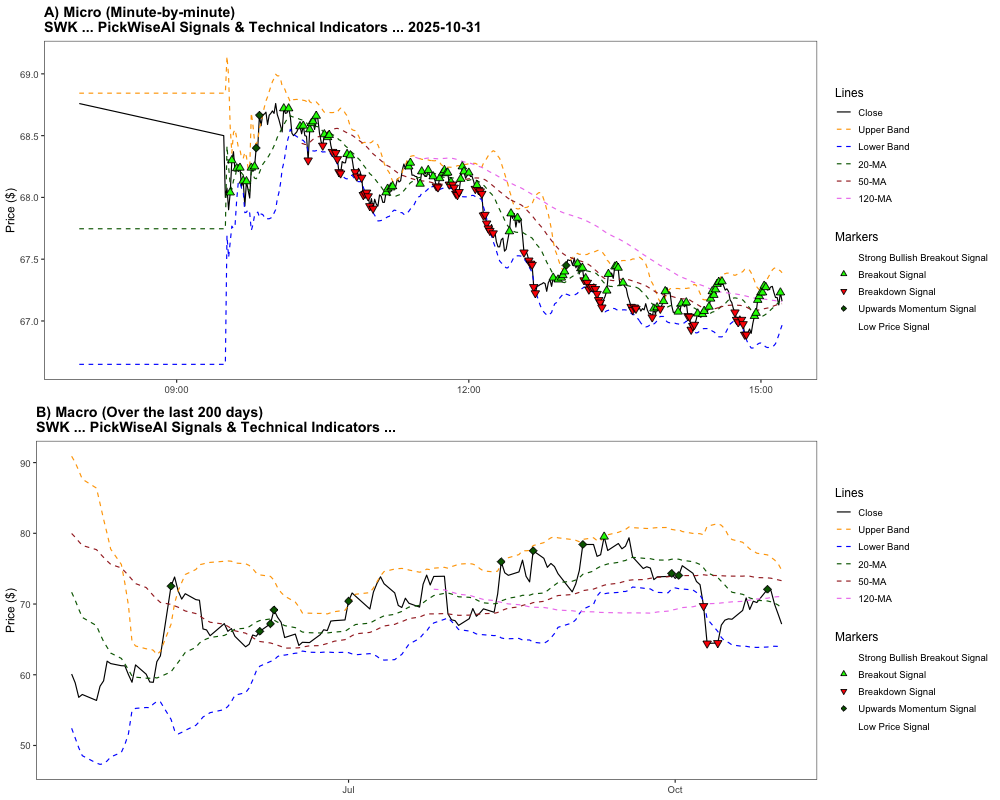 A) Micro (Minute-by-minute)
SWK ... PickWiseAI Signals & Technical Indicators ... 2025-10-31
Price ($)
69.0
68.5
68.0
67.5
67.0
09:00
12:00
15:00
Lines
Close
Upper Band
Lower Band
20-MA
50-MA
120-MA
Markers
Strong Bullish Breakout Signal
Breakout Signal
Breakdown Signal
Upwards Momentum Signal
Low Price Signal
B) Macro (Over the last 200 days)
SWK ... PickWiseAI Signals & Technical Indicators ...
Price ($)
90
80
70
60
50
Jul
Oct
Lines
Close
Upper Band
Lower Band
20-MA
50-MA
120-MA
Markers
Strong Bullish Breakout Signal
Breakout Signal
Breakdown Signal
Upwards Momentum Signal
Low Price Signal